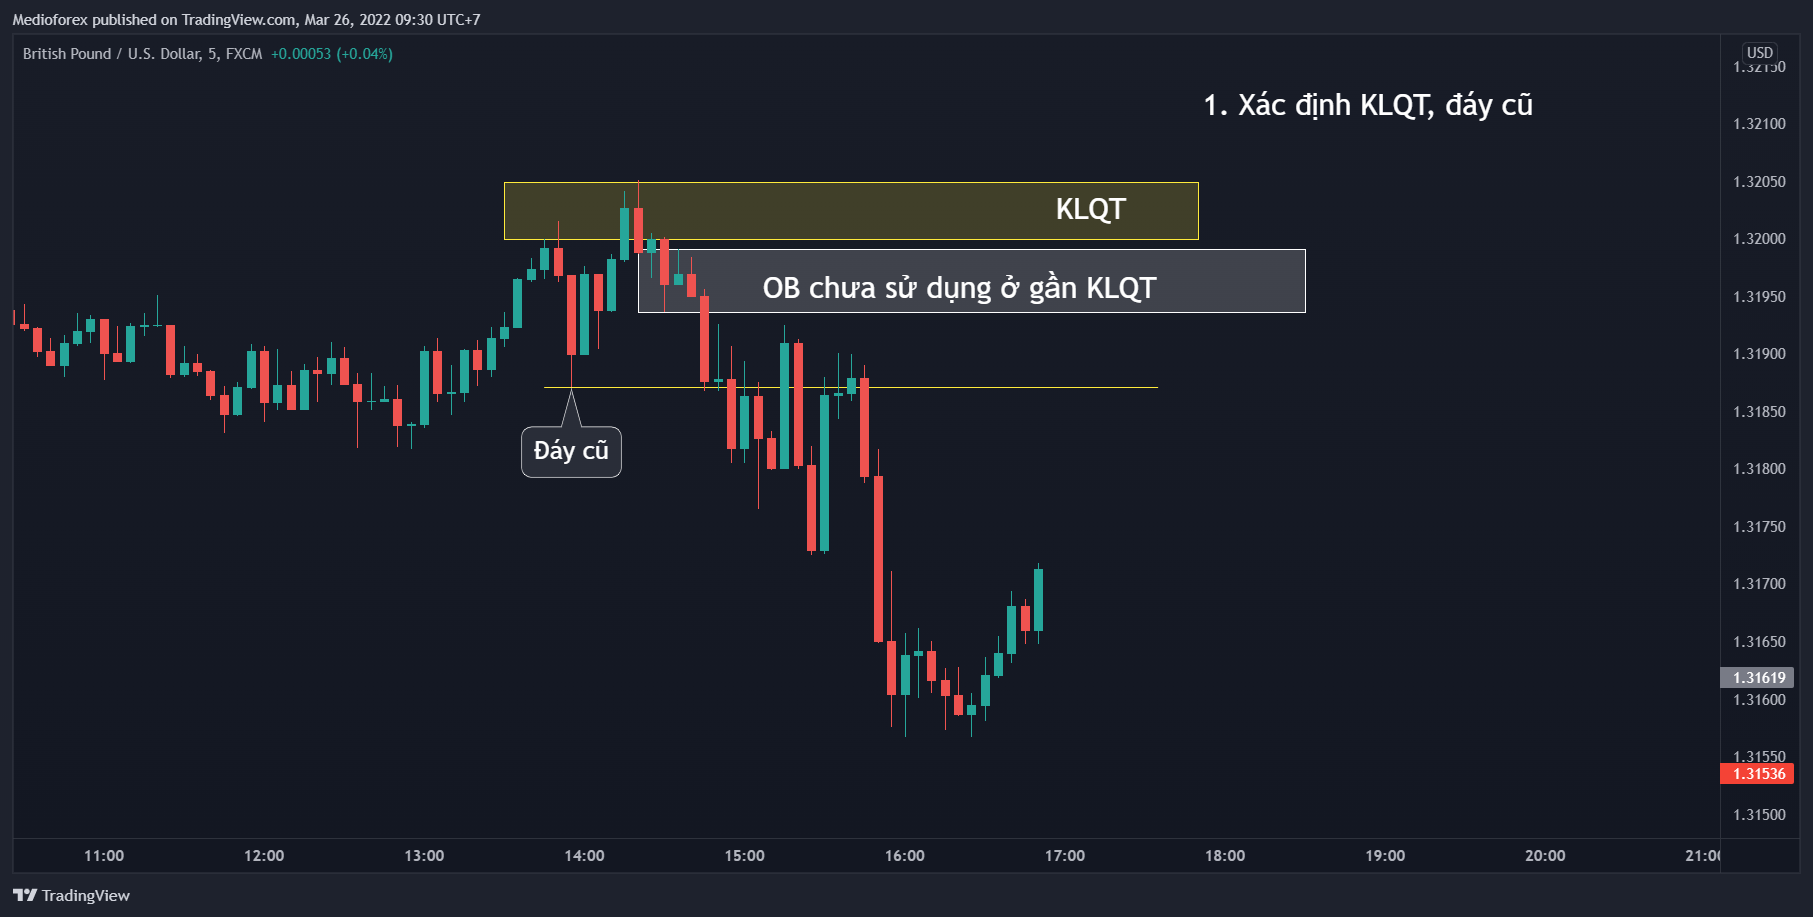 Medioforex published on TradingView.com, Mar 26, 2022 09:30 UTC+7
British Pound / U.S. Dollar, 5, FXCM +0.00053 (+0.04%)
USD
1.32150
1. Xác định KLQT, đáy cũ
1.32100
1.32050
KLQT
1.32000
OB chưa sử dụng ở gần KLQT
1.31950
1.31900
1.31850
Đáy cũ
1.31800
1.31750
1.31700
1.31650
1.31619
1.31600
1.31550
1.31536
1.31500
11:00 12:00 13:00 14:00 15:00 16:00 17:00 18:00 19:00 20:00 21:00
TradingView